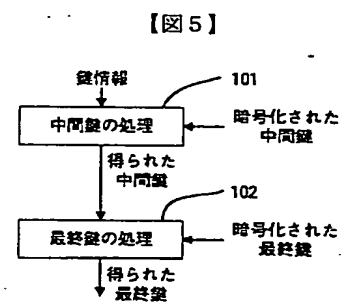 【図5】
鍵情報
101
中間鍵の処理
暗号化された
中間鍵
得られた
中間鍵
102
最終鍵の処理
暗号化された
最終鍵
得られた
最終鍵